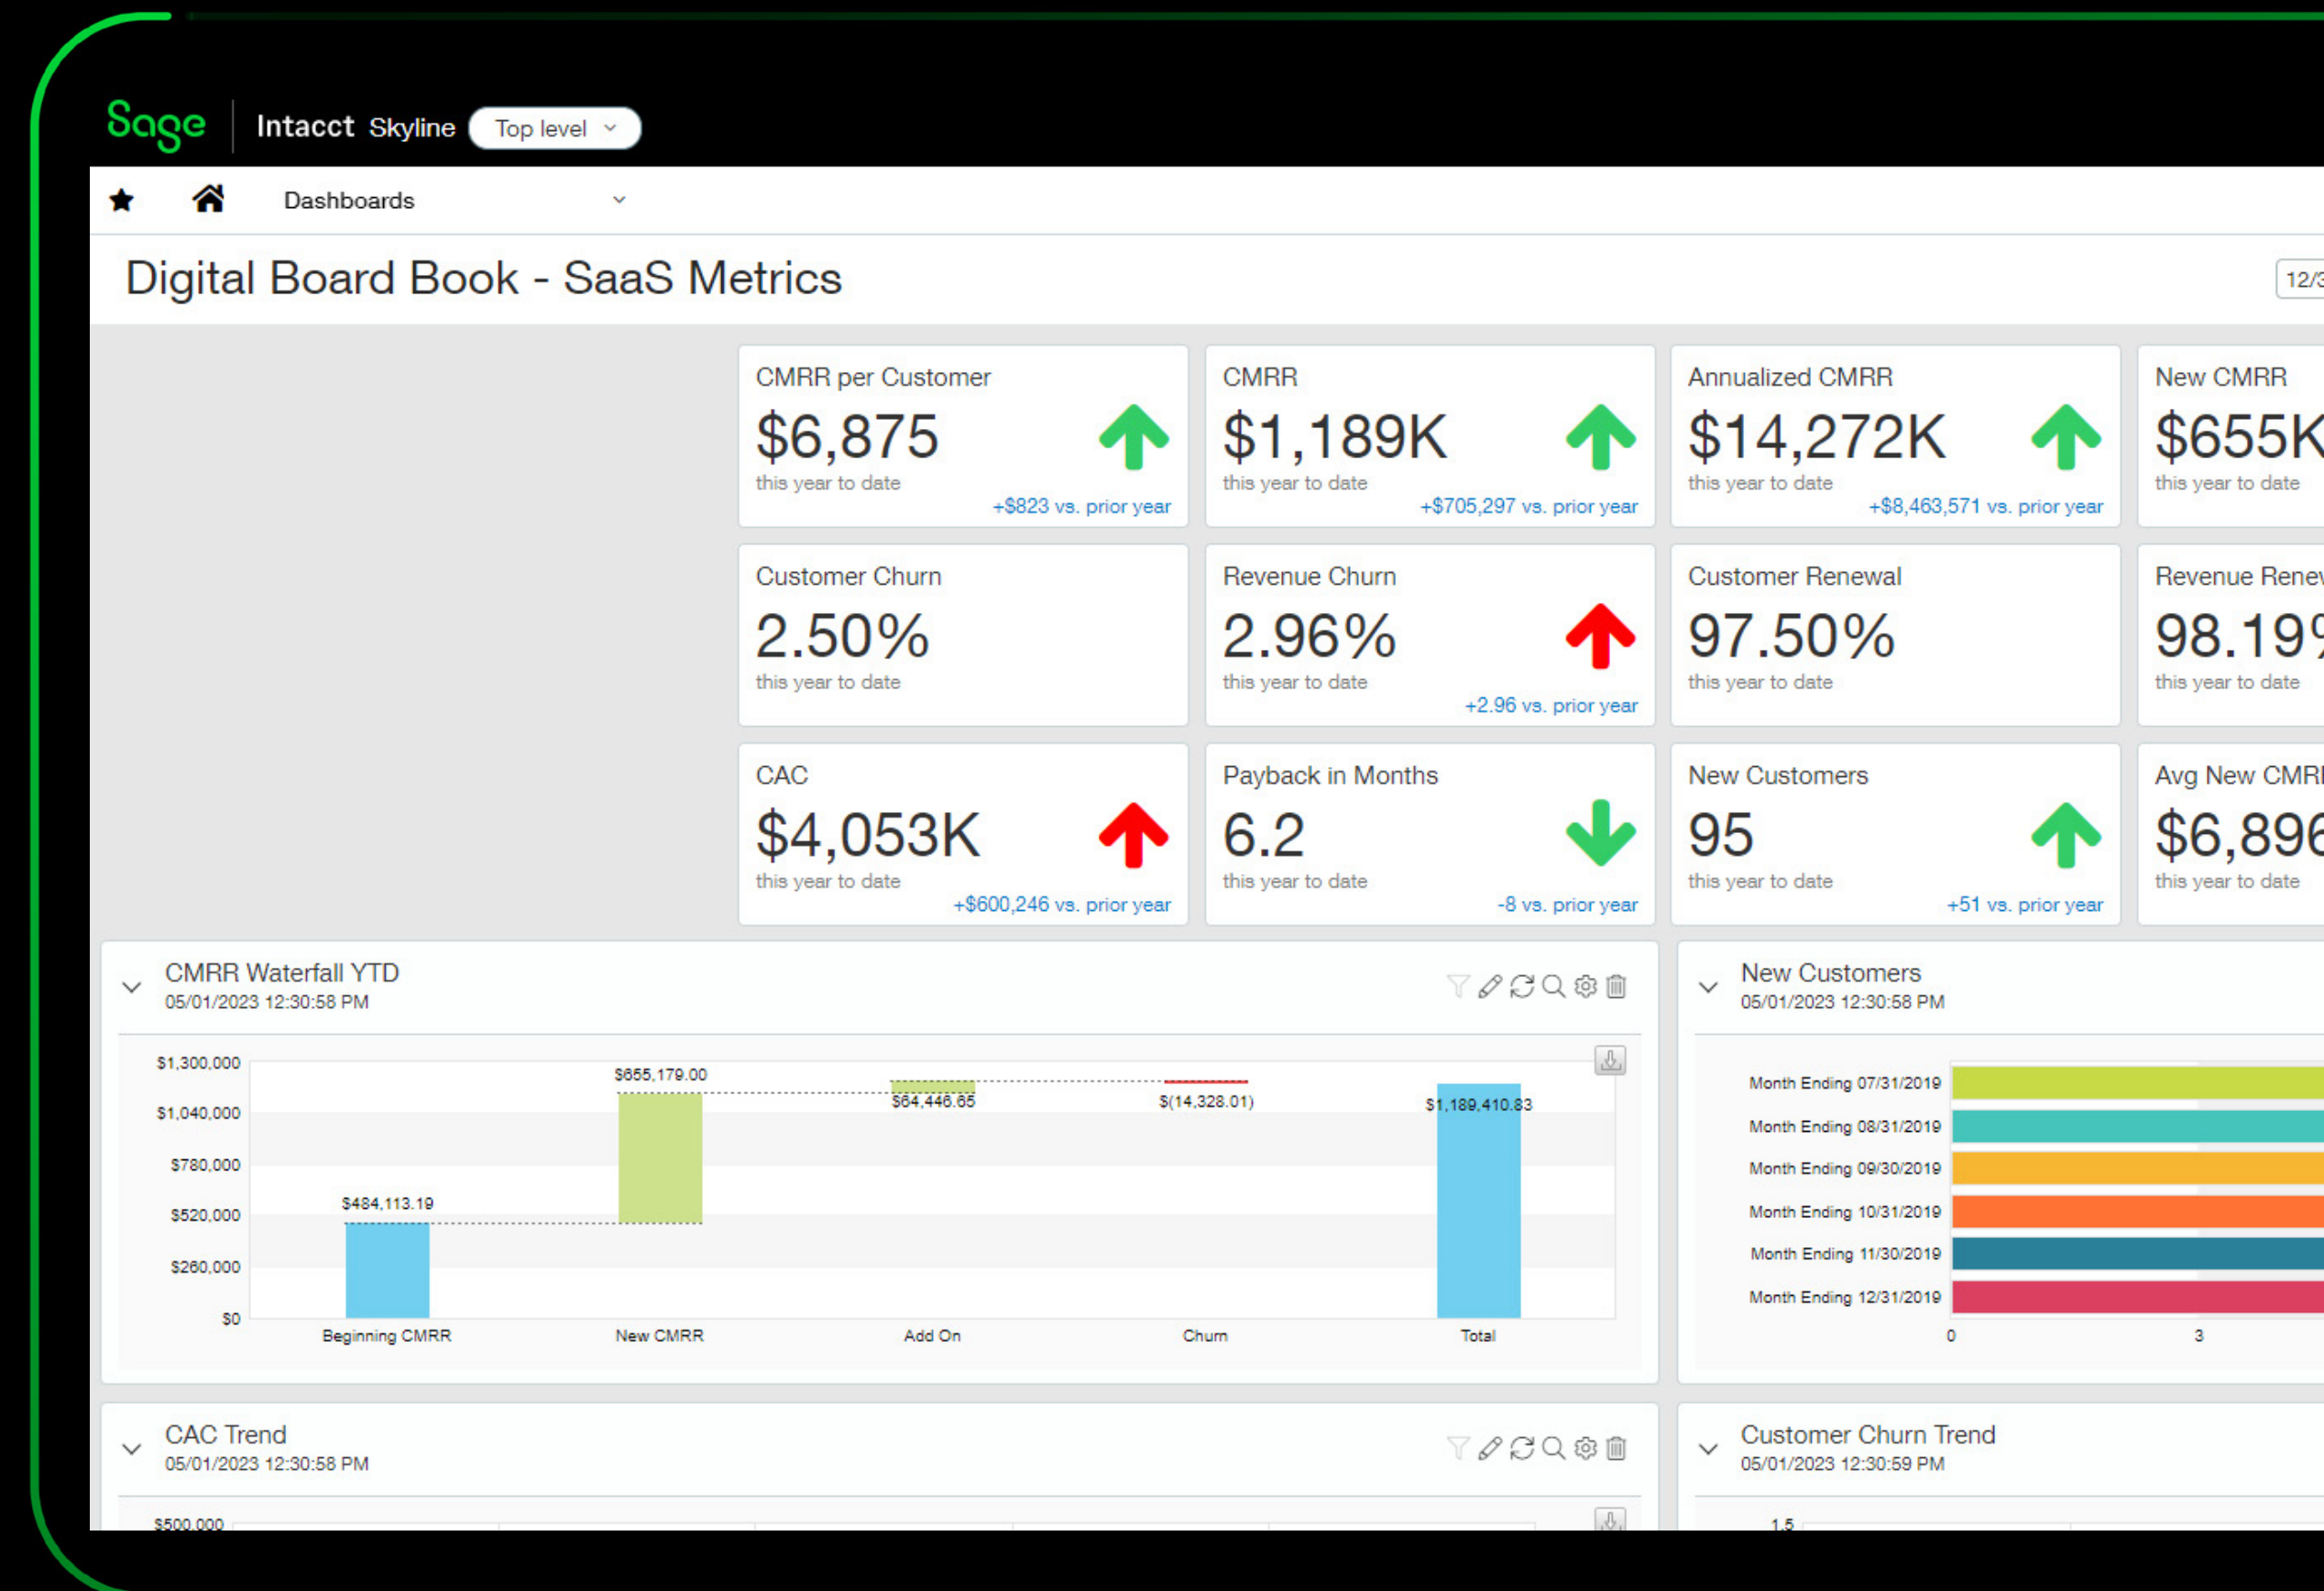 Sage Intacct Skyline Top level
Dashboards
Digital Board Book - SaaS Metrics
12/3
CMRR per Customer
$6,875
this year to date
+$823 vs. prior year
CMRR
$1,189K
this year to date
+$705,297 vs. prior year
Annualized CMRR
$14,272K
this year to date
+$8,463,571 vs. prior year
New CMRR
$655K
this year to date
Customer Churn
2.50%
this year to date
Revenue Churn
2.96%
this year to date
+2.96 vs. prior year
Customer Renewal
97.50%
this year to date
Revenue Renew
98.19%
this year to date
CAC
$4,053K
this year to date
+$600,246 vs. prior year
Payback in Months
6.2
this year to date
-8 vs. prior year
New Customers
95
this year to date
+51 vs. prior year
Avg New CMRR
$6,896
this year to date
CMRR Waterfall YTD
05/01/2023 12:30:58 PM
$1,300,000
$1,040,000
$780,000
$520,000
$260,000
$0
$484,113.19
$655,179.00
$64,446.65
$(14,328.01)
$1,189,410.83
Beginning CMRR
New CMRR
Add On
Churn
Total
New Customers
05/01/2023 12:30:58 PM
Month Ending 07/31/2019
Month Ending 08/31/2019
Month Ending 09/30/2019
Month Ending 10/31/2019
Month Ending 11/30/2019
Month Ending 12/31/2019
0 3
CAC Trend
05/01/2023 12:30:58 PM
$500,000
Customer Churn Trend
05/01/2023 12:30:59 PM
1.5